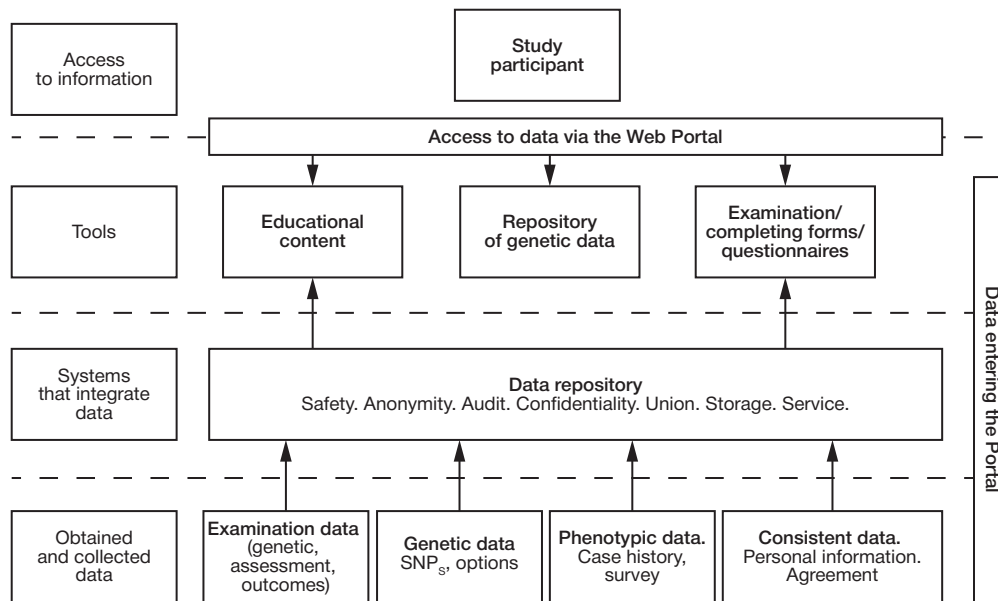 Access
to information
Study
participant
Access to data via the Web Portal
Tools
Educational
content
Repository
of genetic data
Examination/
completing forms/
questionnaires
Data entering the Portal
Systems
that integrate
data
Data repository
Safety. Anonymity. Audit. Confidentiality. Union. Storage. Service.
Obtained
and collected
data
Examination data
(genetic,
assessment,
outcomes)
Genetic data
SNPs, options
Phenotypic data.
Case history,
survey
Consistent data.
Personal information.
Agreement